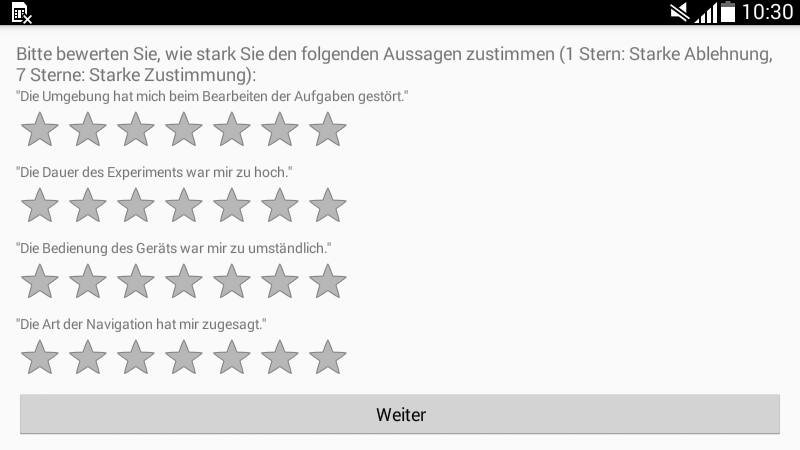 10:30
Bitte bewerten Sie, wie stark Sie den folgenden Aussagen zustimmen (1 Stern: Starke Ablehnung,
7 Sterne: Starke Zustimmung):
"Die Umgebung hat mich beim Bearbeiten der Aufgaben gestört."
"Die Dauer des Experiments war mir zu hoch."
"Die Bedienung des Geräts war mir zu umständlich."
"Die Art der Navigation hat mir zugesagt."
Weiter